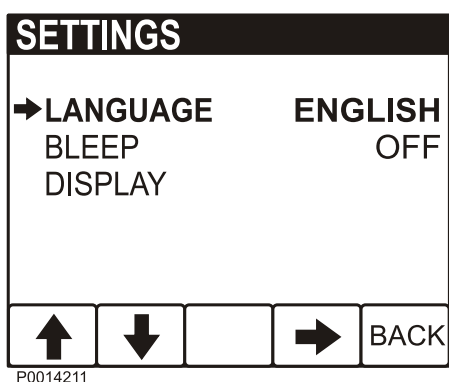 SETTINGS
LANGUAGE ENGLISH
BLEEP OFF
DISPLAY
BACK
P0014211